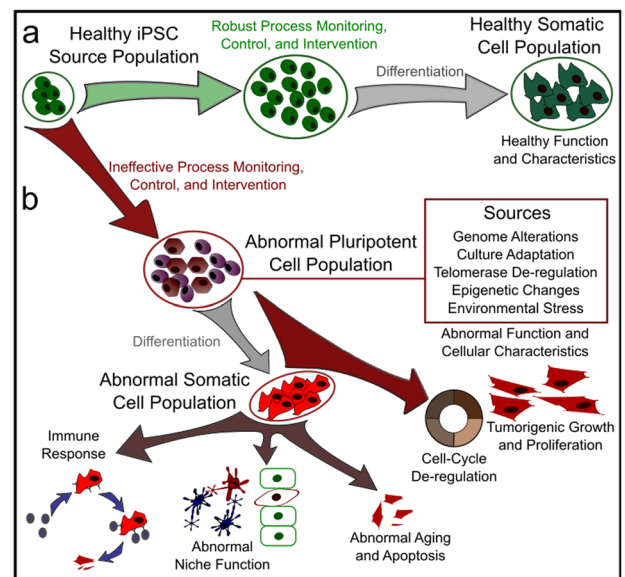 a
Healthy iPSC
Source Population
Robust Process Monitoring,
Control, and Intervention
Healthy Somatic
Cell Population
Differentiation
Healthy Function
and Characteristics
Ineffective Process Monitoring,
Control, and Intervention
b
Abnormal Pluripotent
Cell Population
Sources
Genome Alterations
Culture Adaptation
Telomerase De-regulation
Epigenetic Changes
Environmental Stress
Differentiation
Abnormal Function and
Cellular Characteristics
Abnormal Somatic
Cell Population
Tumorigenic Growth
and Proliferation
Cell-Cycle
De-regulation
Immune
Response
Abnormal
Niche Function
Abnormal Aging
and Apoptosis